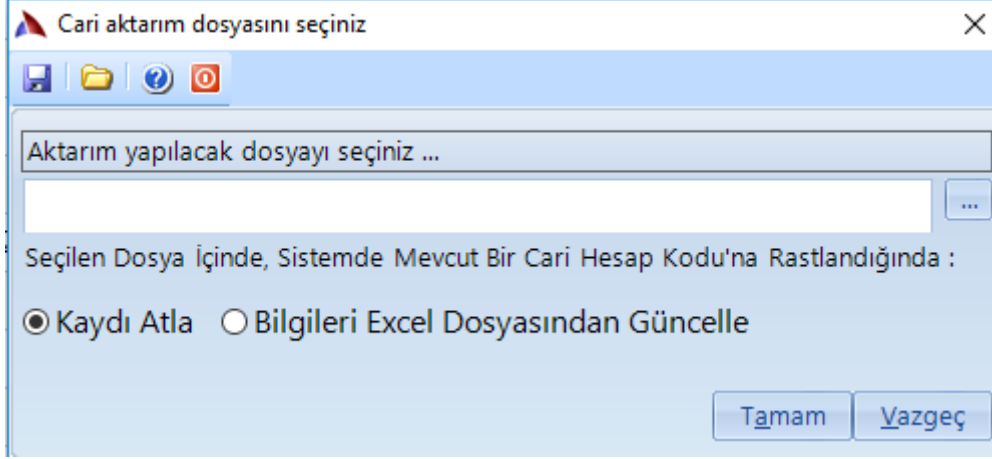 Cari aktarım dosyasını seçiniz
Aktarım yapılacak dosyayı seçiniz ...
...
Seçilen Dosya İçinde, Sistemde Mevcut Bir Cari Hesap Kodu'na Rastlandığında :
Kaydı Atla Bilgileri Excel Dosyasından Güncelle
Tamam Vazgeç